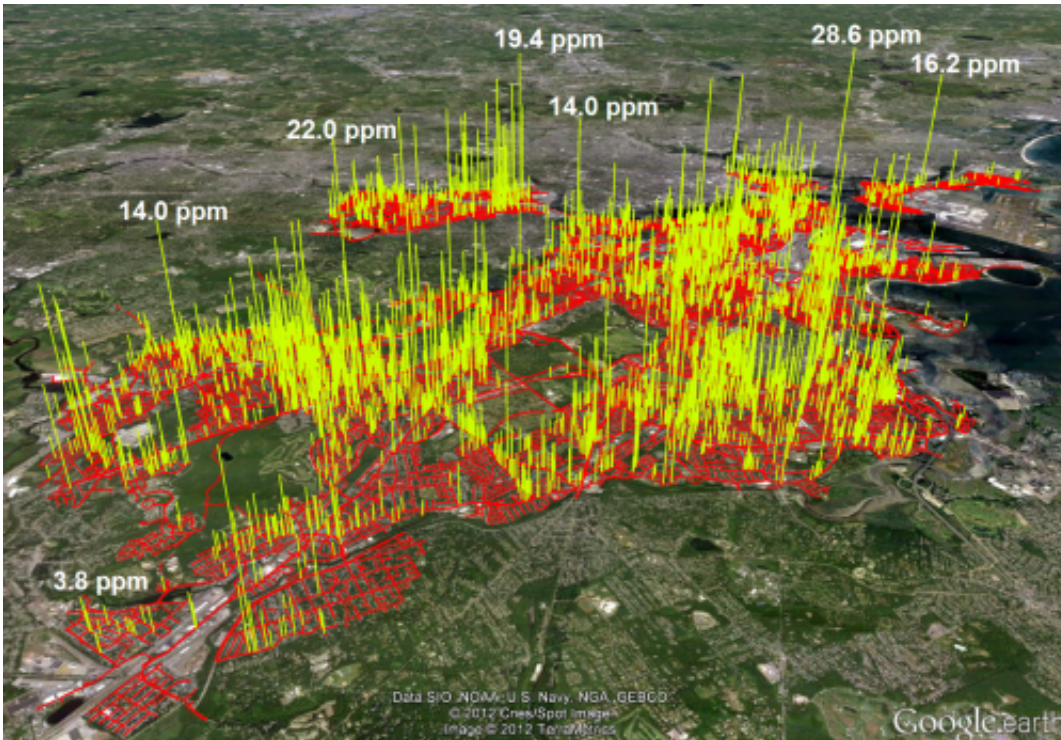 19.4 ppm
28.6 ppm
16.2 ppm
14.0 ppm
22.0 ppm
14.0 ppm
3.8 ppm
Data SIO, NOAA, U.S. Navy, NGA, GEBCO
© 2012 Cnes/Spot Image
Image © 2012 TerraMetrics
Google earth